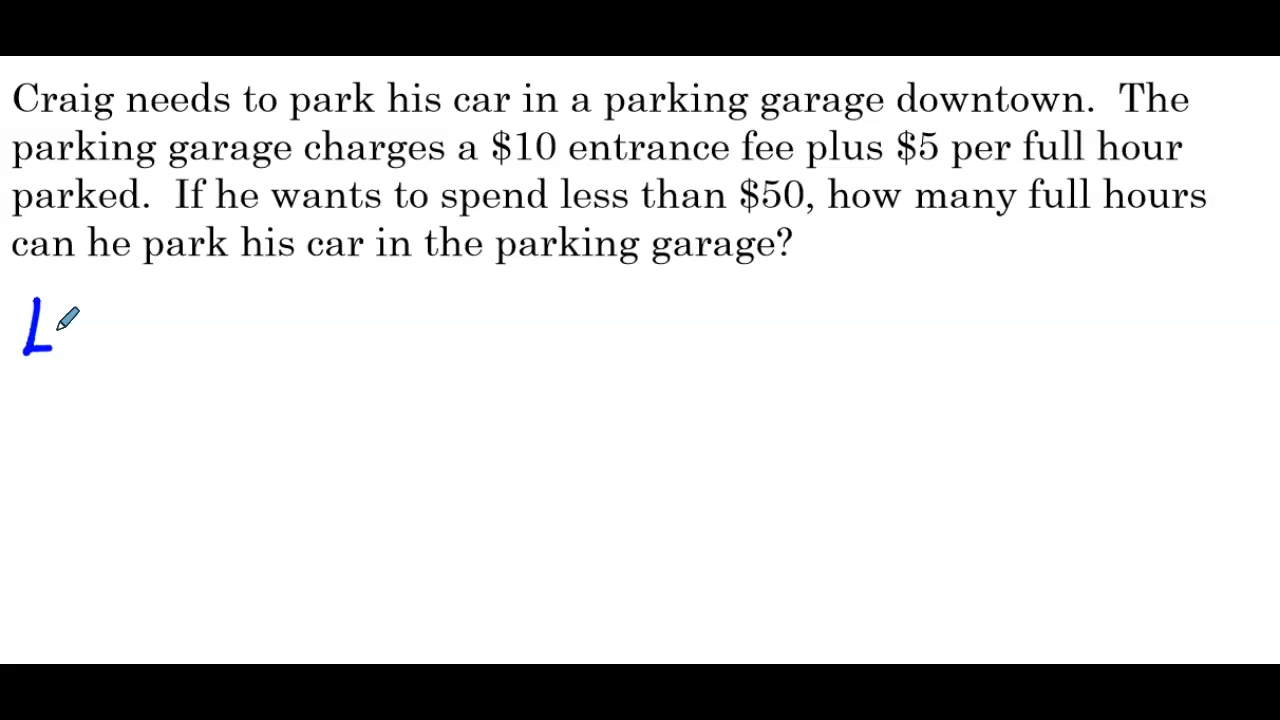 Craig needs to park his car in a parking garage downtown.  The
parking garage charges a $10 entrance fee plus $5 per full hour
parked.  If he wants to spend less than $50, how many full hours
can he park his car in the parking garage?
L